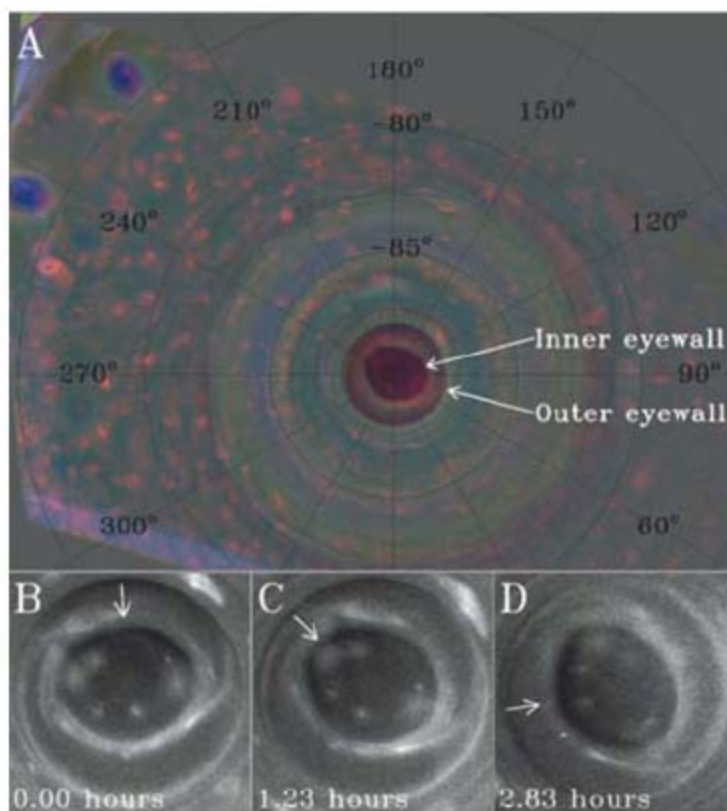 A
180°
210°
150°
-80°
240°
120°
-85°
Inner eyewall
270°
90°
Outer eyewall
300°
60°
B
C
D
0.00 hours
1.23 hours
2.83 hours